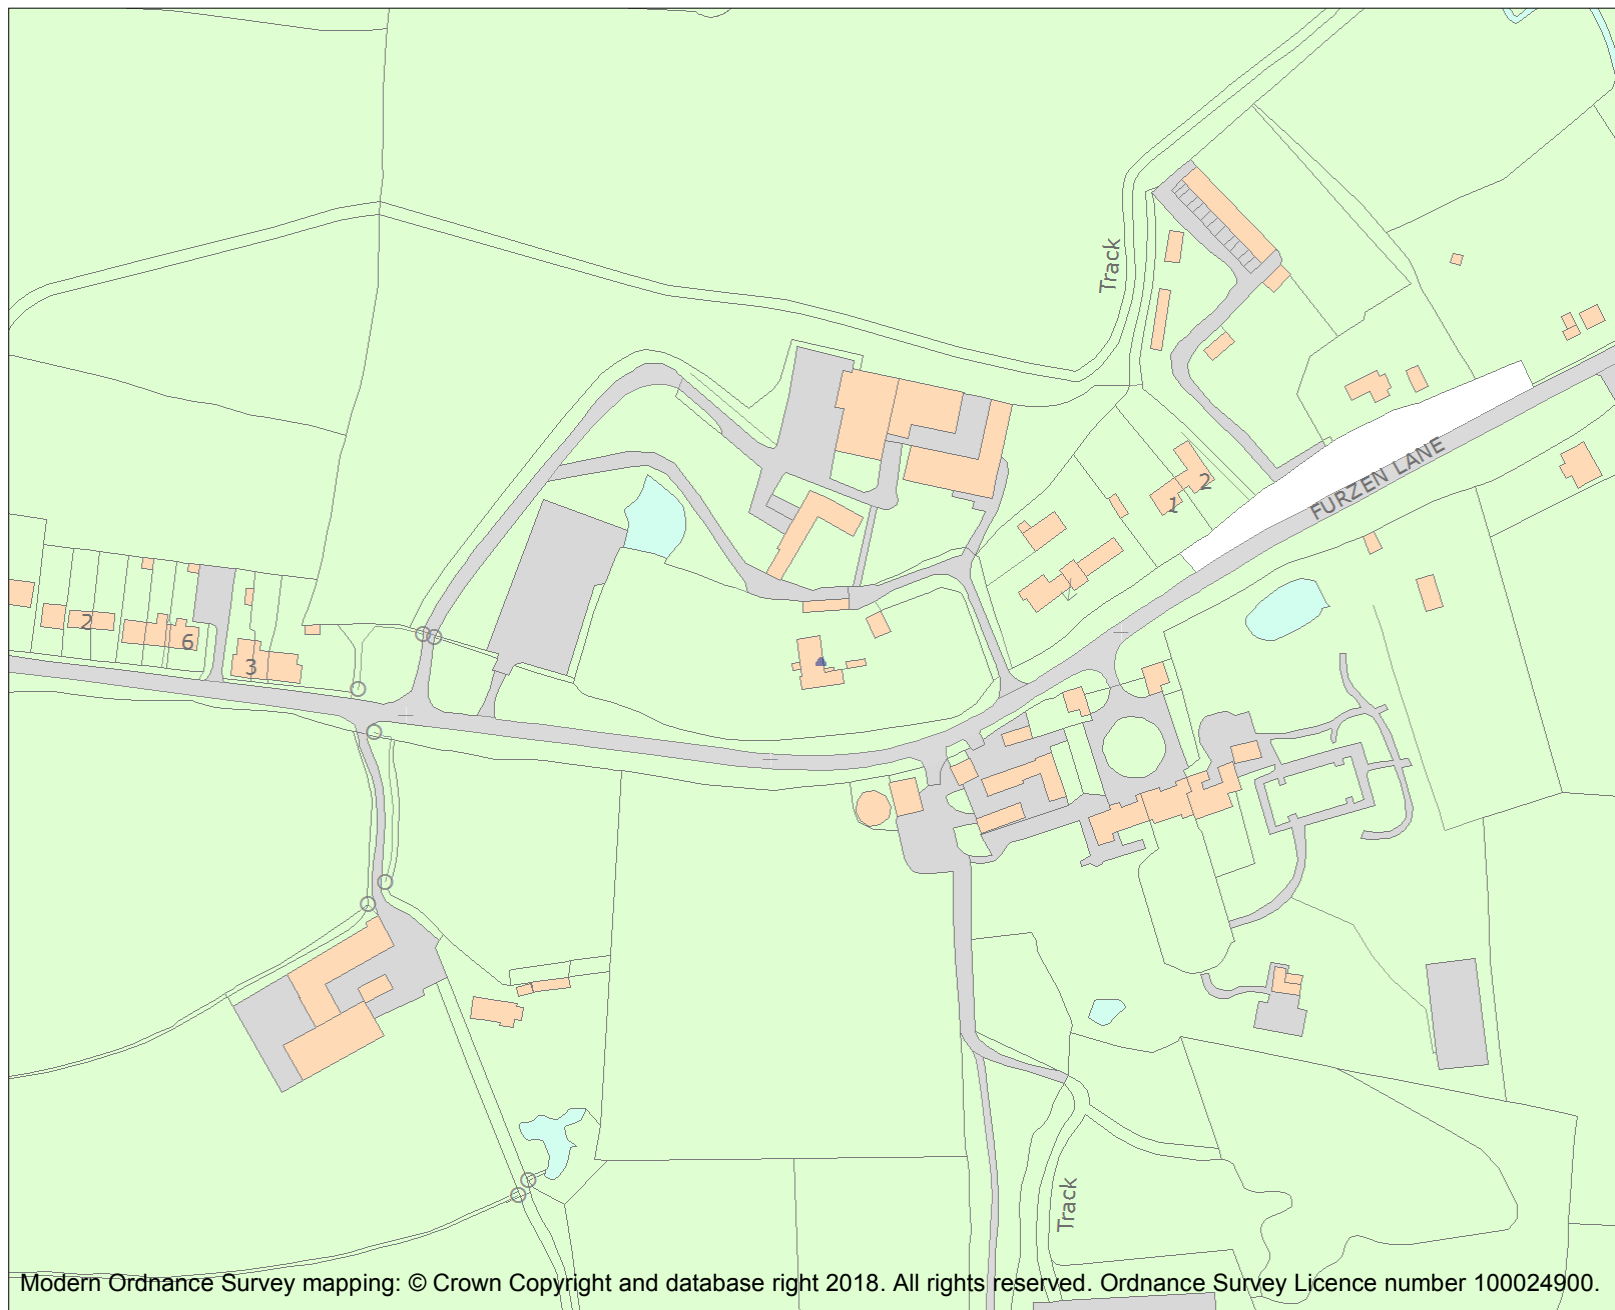 Track
FURZEN LANE
2
1
2
6
3
Track
Modern Ordnance Survey mapping: © Crown Copyright and database right 2018. All rights reserved. Ordnance Survey Licence number 100024900.